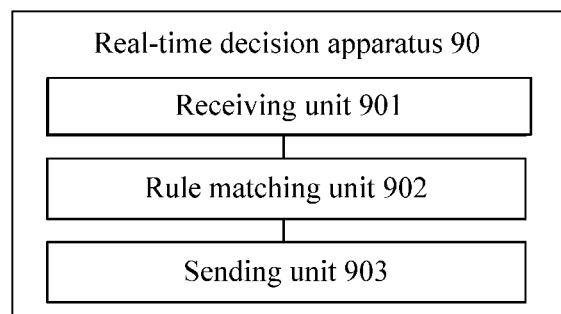 Real-time decision apparatus 90
Receiving unit 901
Rule matching unit 902
Sending unit 903